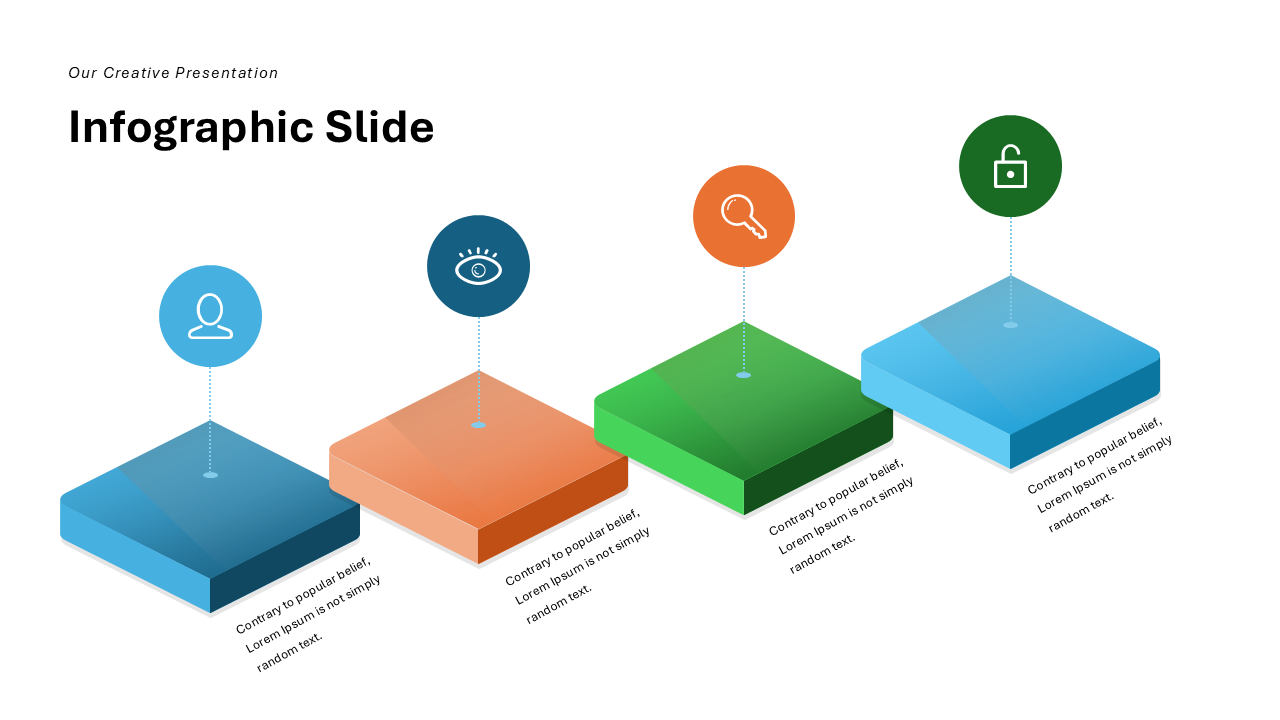 Our Creative Presentation
Infographic Slide
Contrary to popular belief,
Lorem Ipsum is not simply
random text.
Contrary to popular belief,
Lorem Ipsum is not simply
random text.
Contrary to popular belief,
Lorem Ipsum is not simply
random text.
Contrary to popular belief,
Lorem Ipsum is not simply
random text.